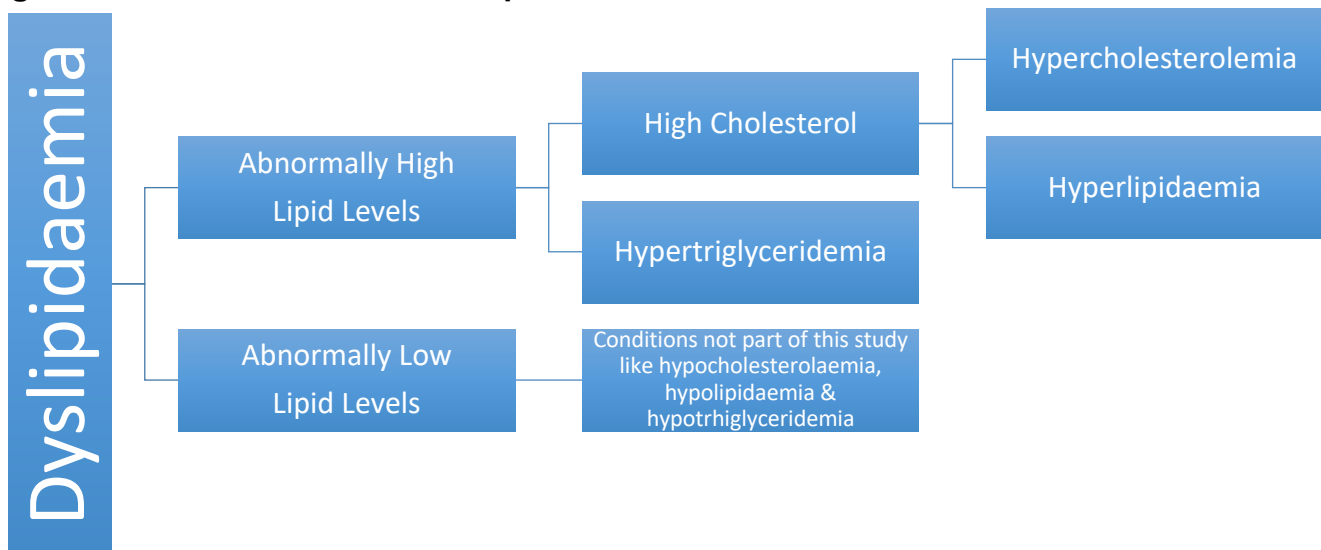 Dyslipidaemia
Abnormally High
Lipid Levels
High Cholesterol
Hypercholesterolemia
Hyperlipidaemia
Hypertriglyceridemia
Abnormally Low
Lipid Levels
Conditions not part of this study
like hypocholesterolaemia,
hypolipidaemia &
hypotrhiglyceridemia